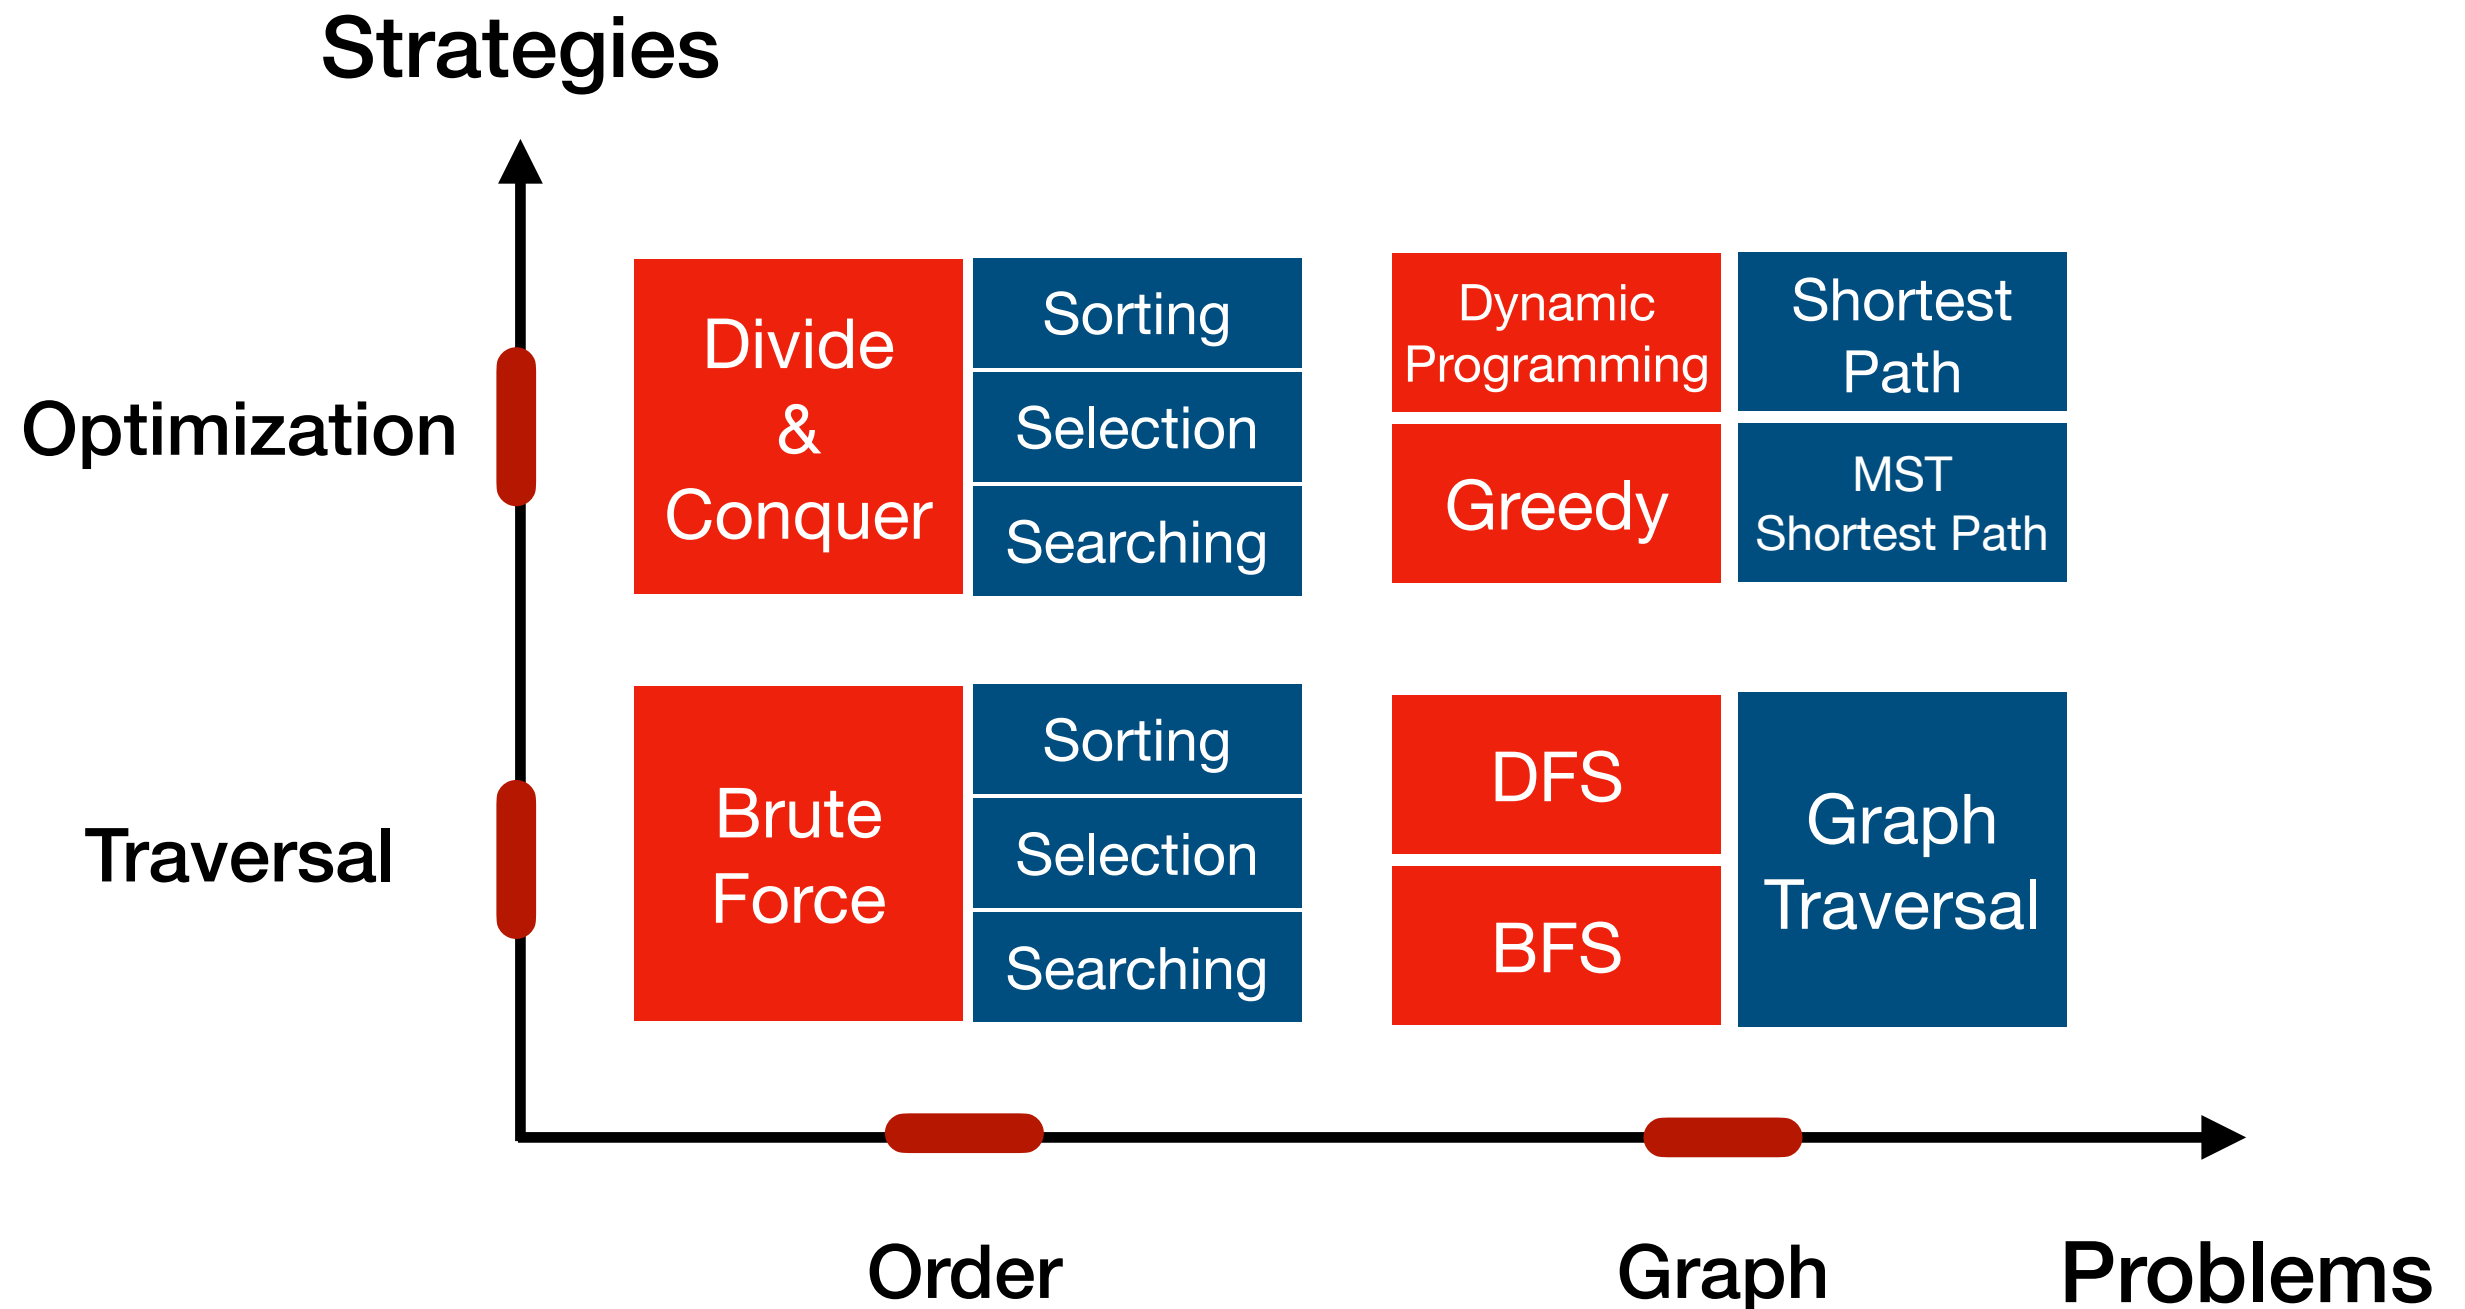 Strategies
Optimization
Divide
&
Conquer
Sorting
Selection
Searching
Dynamic
Programming
Shortest
Path
Greedy
MST
Shortest Path
Traversal
Brute
Force
Sorting
Selection
Searching
DFS
BFS
Graph
Traversal
Order
Graph
Problems